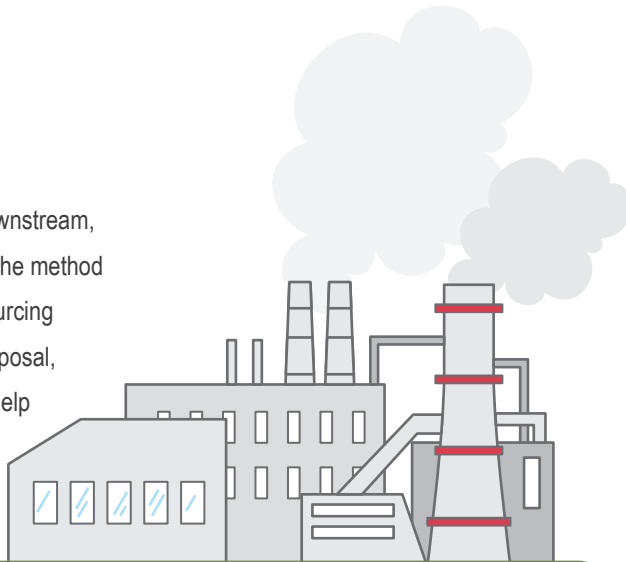 wnstream,
he method
urcing
posal,
elp